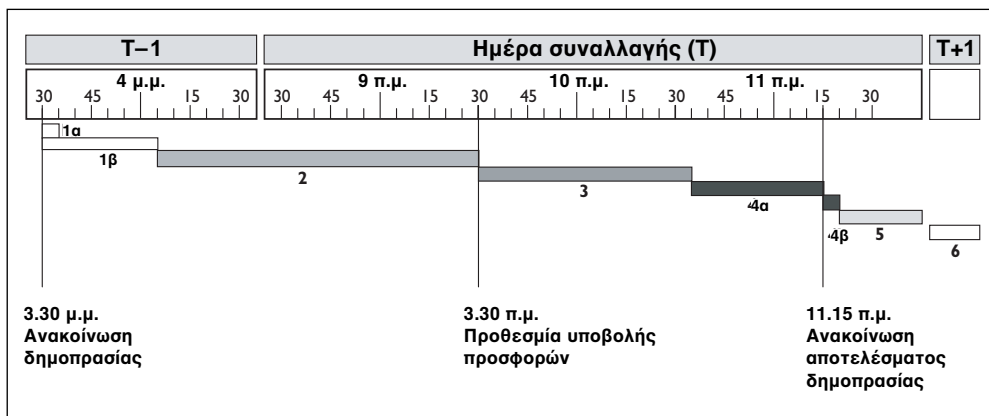 T–1 Ημέρα συναλλαγής (T) T+1
4 μ.μ. 9 π.μ. 10 π.μ. 11 π.μ.
30 45 15 30 30 45 15 30 45 15 30 45 15 30
1α
1β
2
3
4α
4β 5
6
3.30 μ.μ.
Ανακοίνωση
δημοπρασίας
3.30 π.μ.
Προθεσμία υποβολής
προσφορών
11.15 π.μ.
Ανακοίνωση
αποτελέσματος
δημοπρασίας